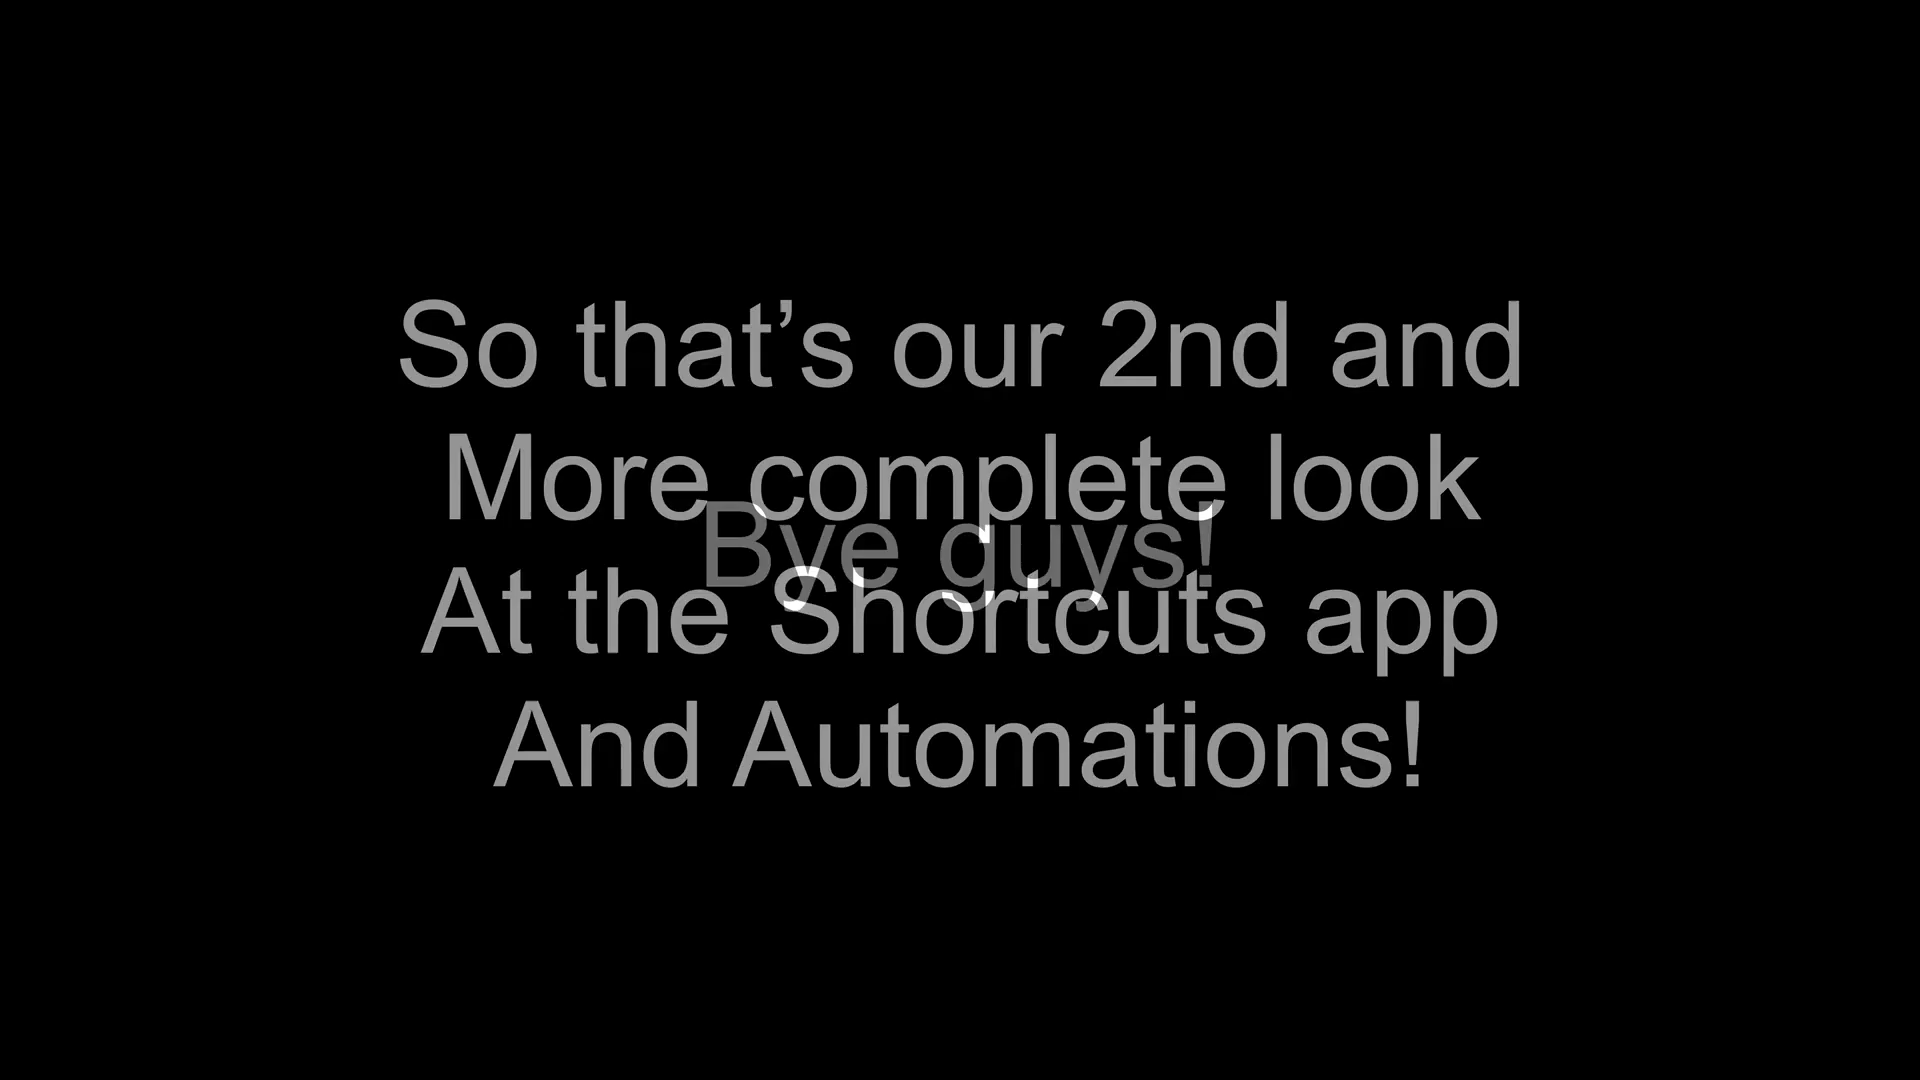 So that’s our 2nd and
More complete look
Bye guys!
At the Shortcuts app
And Automations!